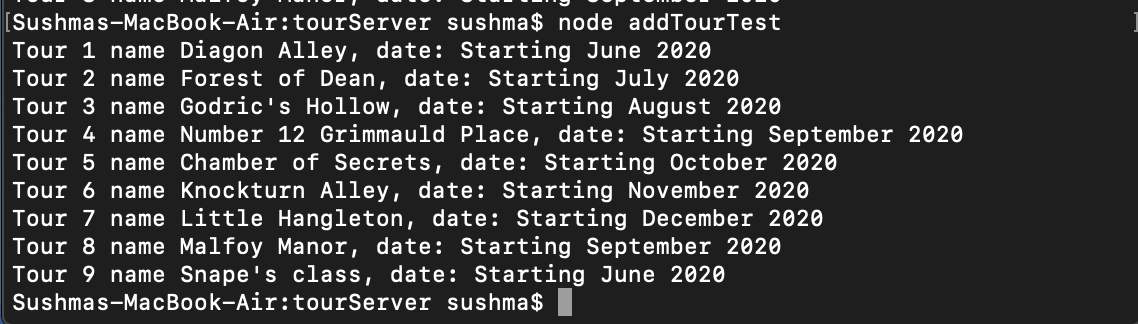 Tour 8 name Malfoy Manor, date: Starting September 2020
[Sushmas-MacBook-Air:tourServer sushma$ node addTourTest ]
Tour 1 name Diagon Alley, date: Starting June 2020
Tour 2 name Forest of Dean, date: Starting July 2020
Tour 3 name Godric's Hollow, date: Starting August 2020
Tour 4 name Number 12 Grimmauld Place, date: Starting September 2020
Tour 5 name Chamber of Secrets, date: Starting October 2020
Tour 6 name Knockturn Alley, date: Starting November 2020
Tour 7 name Little Hangleton, date: Starting December 2020
Tour 8 name Malfoy Manor, date: Starting September 2020
Tour 9 name Snape's class, date: Starting June 2020
Sushmas-MacBook-Air:tourServer sushma$